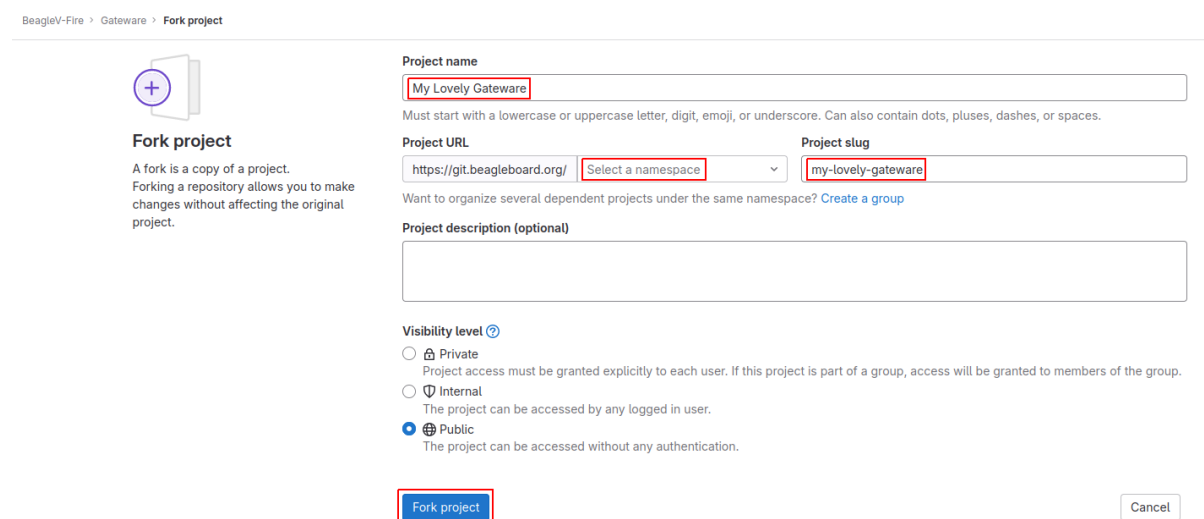 BeagleV-Fire > Gateware > Fork project
Fork project
A fork is a copy of a project.
Forking a repository allows you to make
changes without affecting the original
project.
Project name
My Lovely Gateware
Must start with a lowercase or uppercase letter, digit, emoji, or underscore. Can also contain dots, pluses, dashes, or spaces.
Project URL
https://git.beagleboard.org/ Select a namespace
Project slug
my-lovely-gateware
Want to organize several dependent projects under the same namespace? Create a group
Project description (optional)
Visibility level
Private
Project access must be granted explicitly to each user. If this project is part of a group, access will be granted to members of the group.
Internal
The project can be accessed by any logged in user.
Public
The project can be accessed without any authentication.
Fork project
Cancel